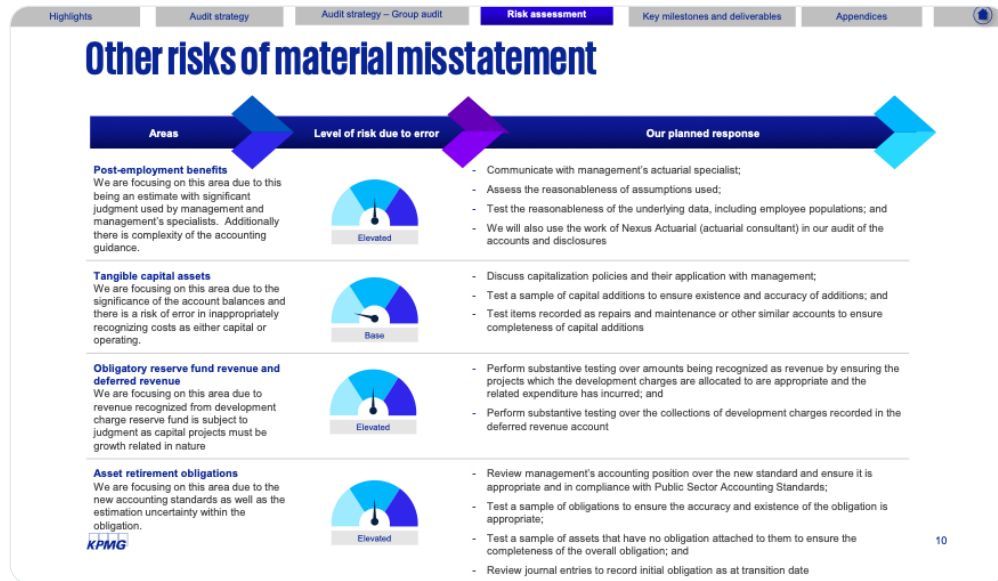 Highlights
Audit strategy
Audit strategy – Group audit
Risk assessment
Key milestones and deliverables
Appendices
Other risks of material misstatement
Areas
Level of risk due to error
Our planned response
Post-employment benefits
We are focusing on this area due to this
being an estimate with significant
judgment used by management and
management's specialists. Additionally
there is complexity of the accounting
guidance.
Elevated
- Communicate with management's actuarial specialist;
- Assess the reasonableness of assumptions used;
- Test the reasonableness of the underlying data, including employee populations; and
- We will also use the work of Nexus Actuarial (actuarial consultant) in our audit of the
accounts and disclosures
Tangible capital assets
We are focusing on this area due to the
significance of the account balances and
there is a risk of error in inappropriately
recognizing costs as either capital or
operating.
Base
- Discuss capitalization policies and their application with management;
- Test a sample of capital additions to ensure existence and accuracy of additions; and
- Test items recorded as repairs and maintenance or other similar accounts to ensure
completeness of capital additions
Obligatory reserve fund revenue and
deferred revenue
We are focusing on this area due to
revenue recognized from development
charge reserve fund is subject to
judgment as capital projects must be
growth related in nature
Elevated
- Perform substantive testing over amounts being recognized as revenue by ensuring the
projects which the development charges are allocated to are appropriate and the
related expenditure has incurred; and
- Perform substantive testing over the collections of development charges recorded in the
deferred revenue account
Asset retirement obligations
We are focusing on this area due to the
new accounting standards as well as the
estimation uncertainty within the
obligation.
Elevated
- Review management's accounting position over the new standard and ensure it is
appropriate and in compliance with Public Sector Accounting Standards;
- Test a sample of obligations to ensure the accuracy and existence of the obligation is
appropriate;
- Test a sample of assets that have no obligation attached to them to ensure the
completeness of the overall obligation; and
- Review journal entries to record initial obligation as at transition date
KPMG
10